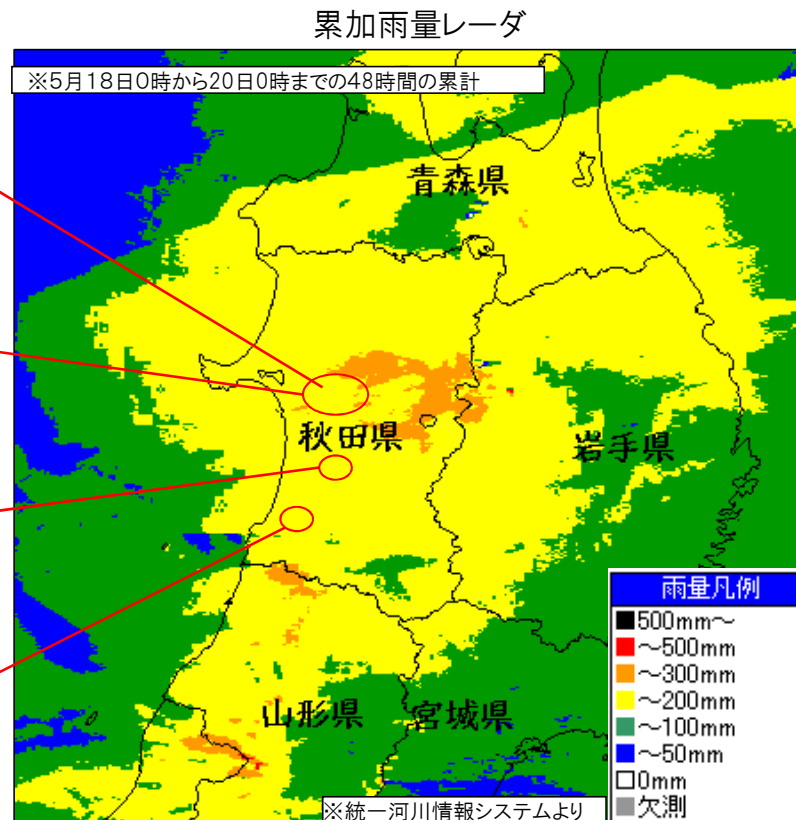 累加雨量レーダ
※5月18日0時から20日0時までの48時間の累計
青森県
秋田県
岩手県
山形県
宮城県
雨量凡例
500mm～
～500mm
～300mm
～200mm
～100mm
～50mm
0mm
欠測
※統一河川情報システムより